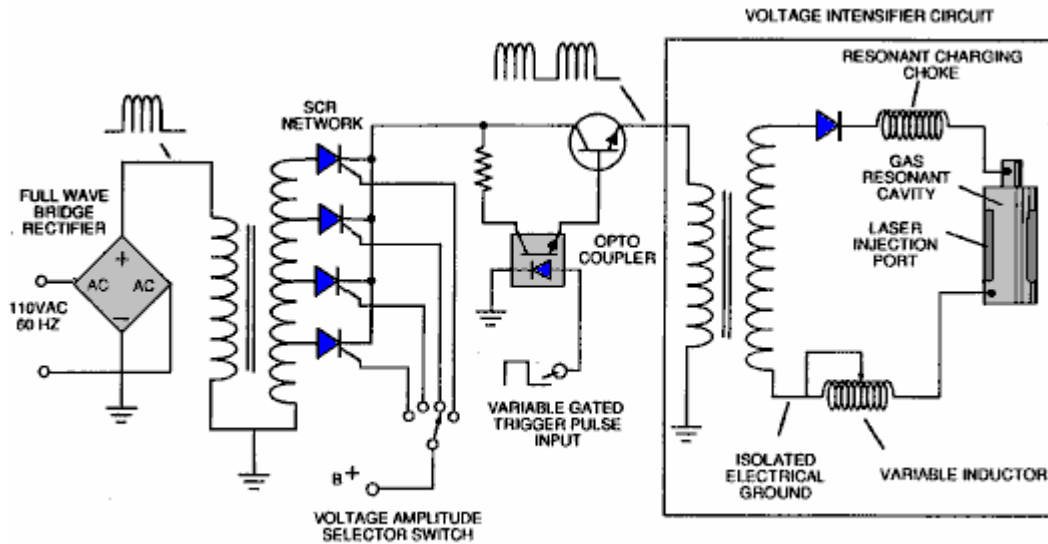 VOLTAGE INTENSIFIER CIRCUIT
RESONANT CHARGING
CHOKE
SCR
NETWORK
FULL WAVE
BRIDGE
RECTIFIER
GAS
RESONANT
CAVITY
LASER
INJECTION
PORT
OPTO
COUPLER
+
AC AC
−
110VAC
60 HZ
VARIABLE GATED
TRIGGER PULSE
INPUT
ISOLATED
ELECTRICAL
GROUND
VARIABLE INDUCTOR
B+
VOLTAGE AMPLITUDE
SELECTOR SWITCH